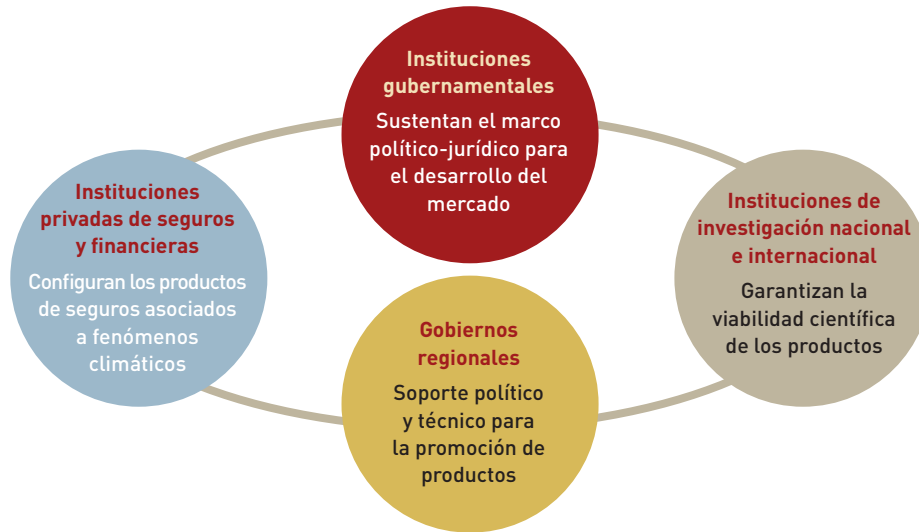 Instituciones
gubernamentales
Sustentan el marco
político-jurídico para
el desarrollo del
mercado
Instituciones
privadas de seguros
y financieras
Configuran los productos
de seguros asociados
a fenómenos
climáticos
Instituciones de
investigación nacional
e internacional
Garantizan la
viabilidad científica
de los productos
Gobiernos
regionales
Soporte político
y técnico para
la promoción de
productos